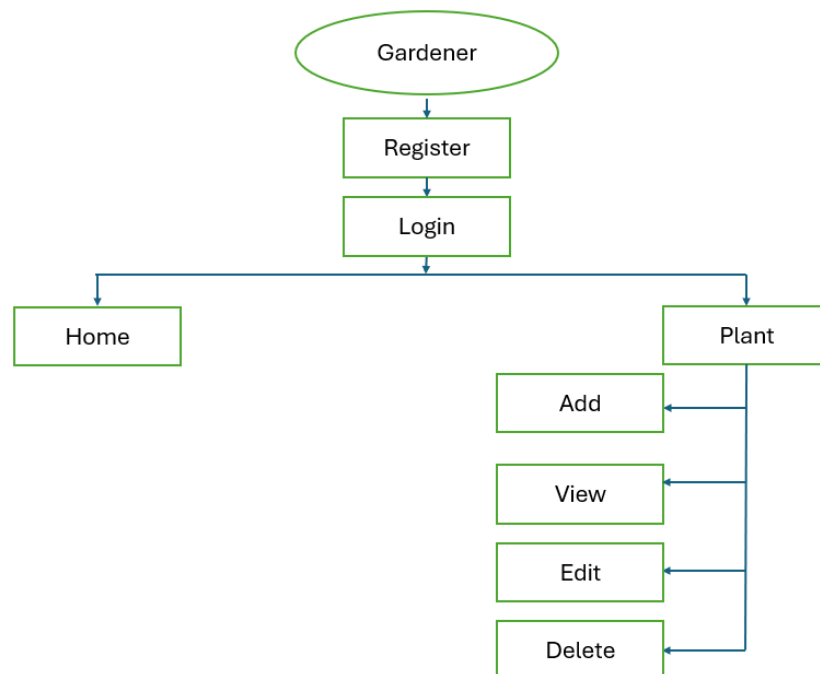 Gardener
Register
Login
Home
Plant
Add
View
Edit
Delete